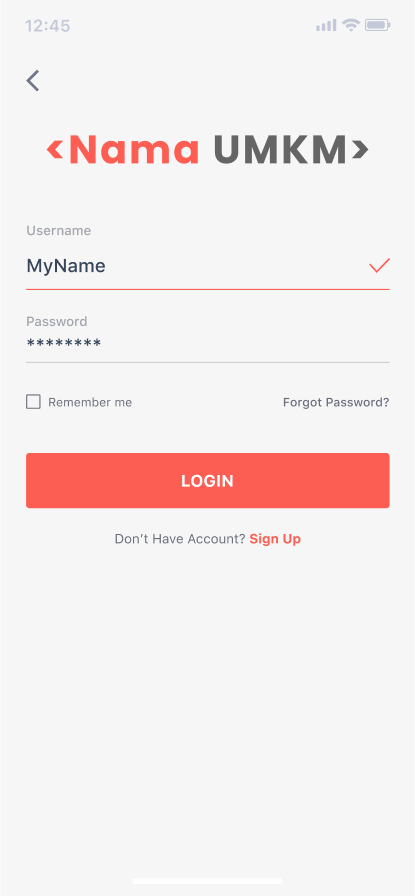 12:45
<Nama UMKM>
Username
MyName
Password
********
Remember me
Forgot Password?
LOGIN
Don't Have Account? Sign Up